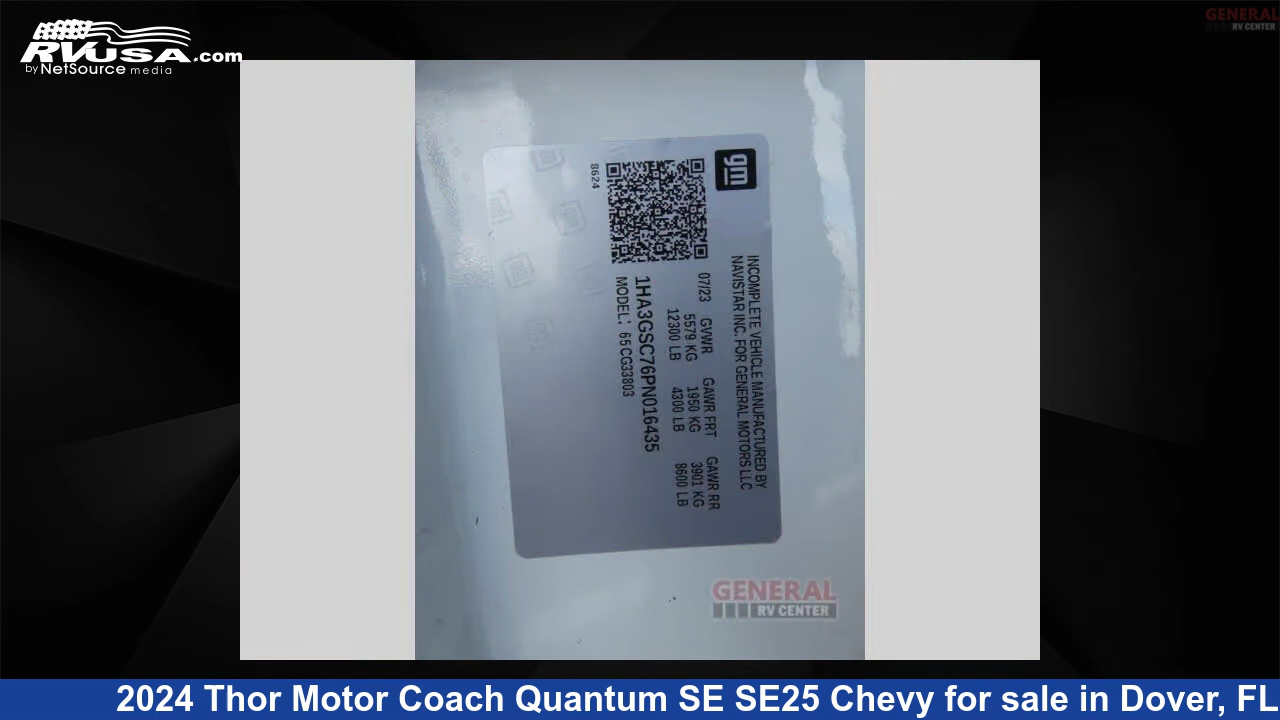 RVUSA.com
by NetSource media
GENERAL
RV CENTER
gm
INCOMPLETE VEHICLE MANUFACTURED BY
NAVISTAR INC. FOR GENERAL MOTORS LLC
07/23 GVWR GAWR FRT GAWR RR
5579 KG 1950 KG 3901 KG
12300 LB 4300 LB 8600 LB
1HA3GSC76PN016435
MODEL: 65CG33803
8624
GENERAL
RV CENTER
2024 Thor Motor Coach Quantum SE SE25 Chevy for sale in Dover, FL